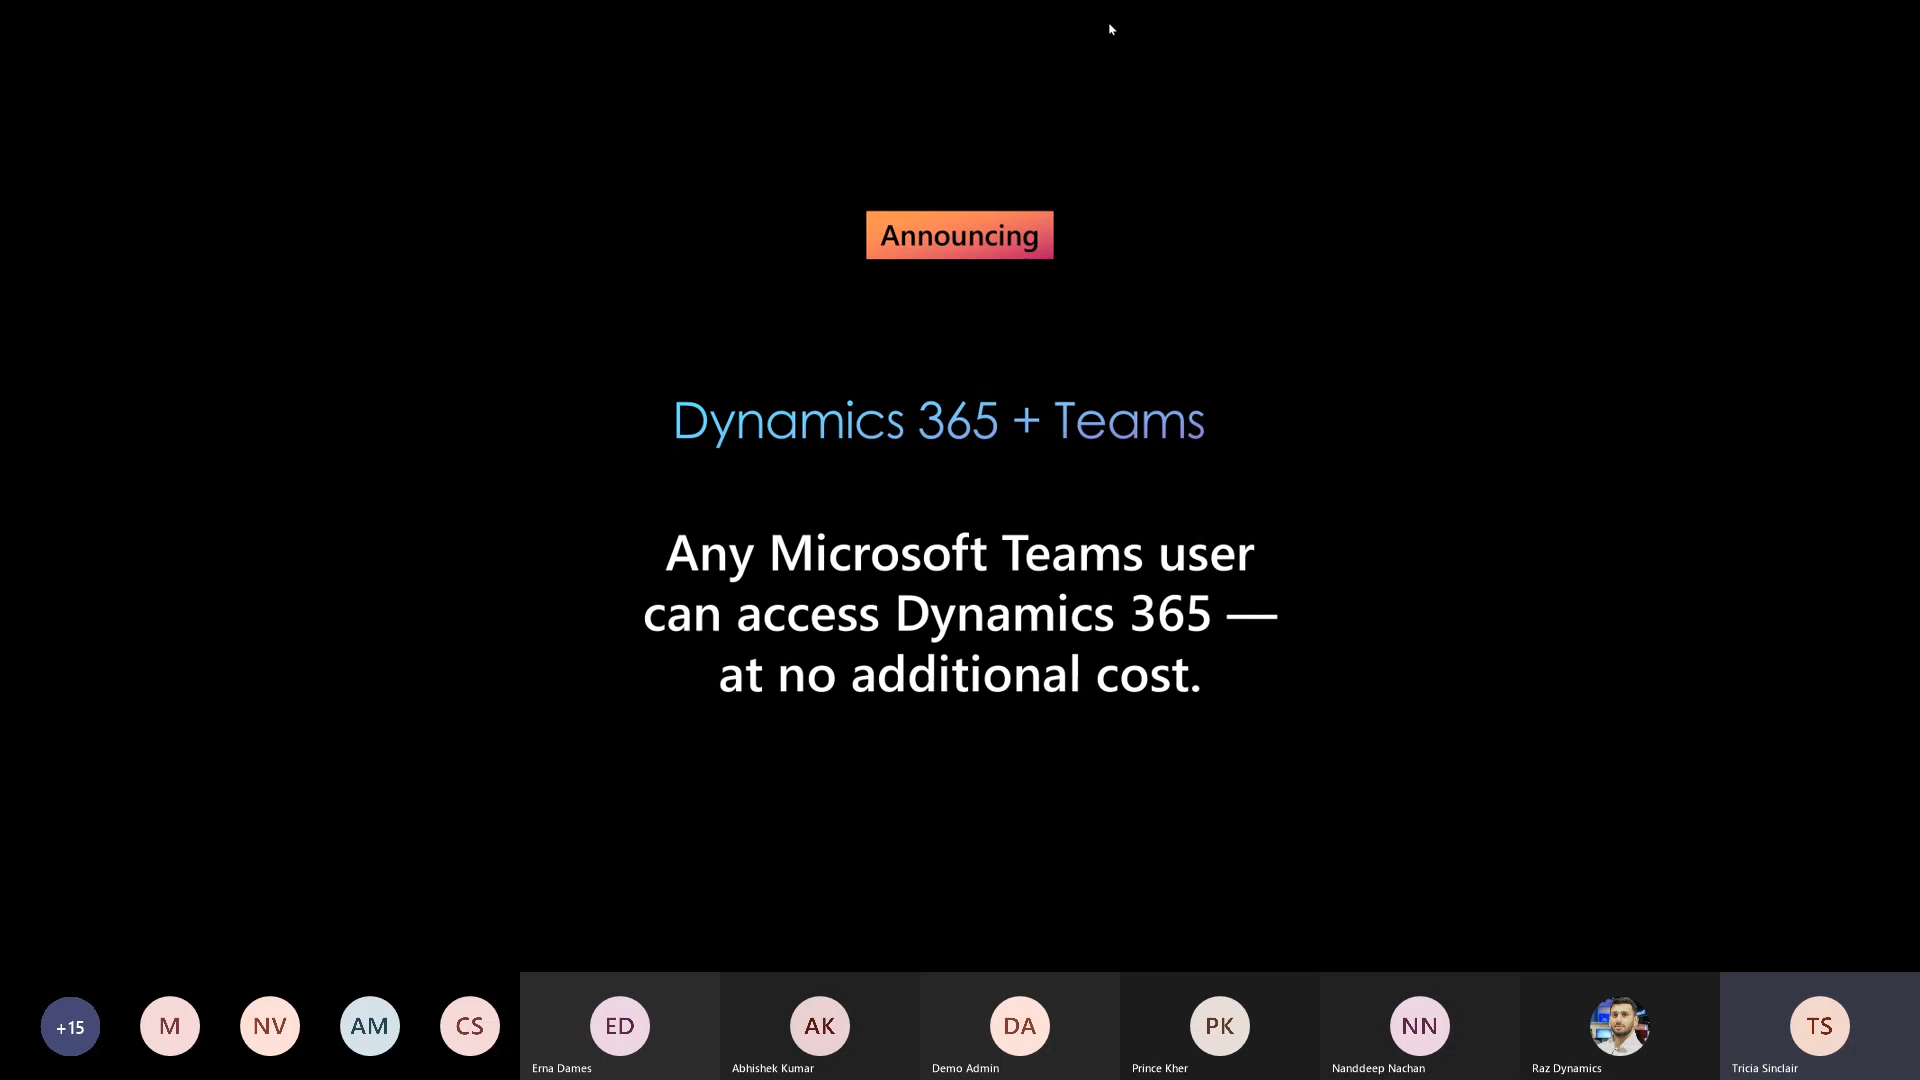 Announcing
Dynamics 365 + Teams
Any Microsoft Teams user
can access Dynamics 365 —
at no additional cost.
+15
M
NV
AM
CS
ED
AK
DA
PK
NN
TS
Erna Dames
Abhishek Kumar
Demo Admin
Prince Kher
Nanddeep Nachan
Raz Dynamics
Tricia Sinclair